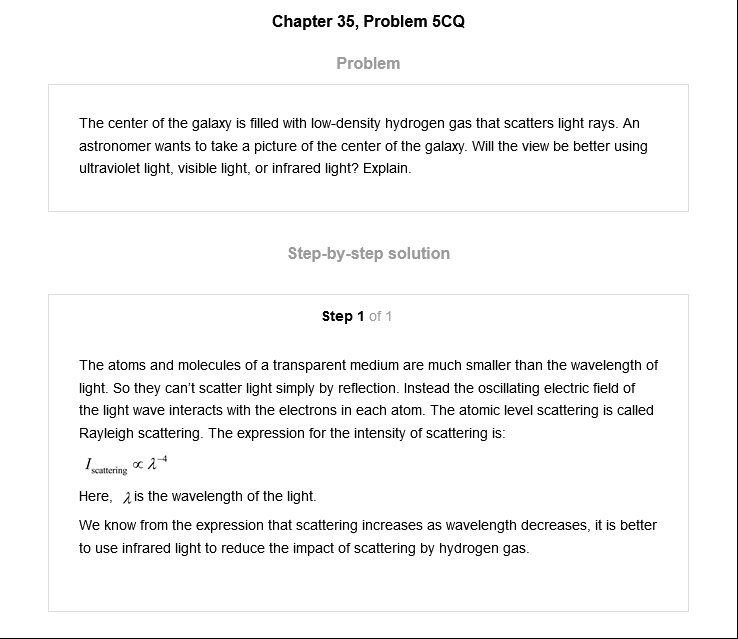 Chapter 35, Problem 5CQ
Problem
The center of the galaxy is filled with low-density hydrogen gas that scatters light rays. An
astronomer wants to take a picture of the center of the galaxy. Will the view be better using
ultraviolet light, visible light, or infrared light? Explain.
Step-by-step solution
Step 1 of 1
The atoms and molecules of a transparent medium are much smaller than the wavelength of
light. So they can’t scatter light simply by reflection. Instead the oscillating electric field of
the light wave interacts with the electrons in each atom. The atomic level scattering is called
Rayleigh scattering. The expression for the intensity of scattering is:
I_scattering ∝ λ⁻⁴
Here, λ is the wavelength of the light.
We know from the expression that scattering increases as wavelength decreases, it is better
to use infrared light to reduce the impact of scattering by hydrogen gas.